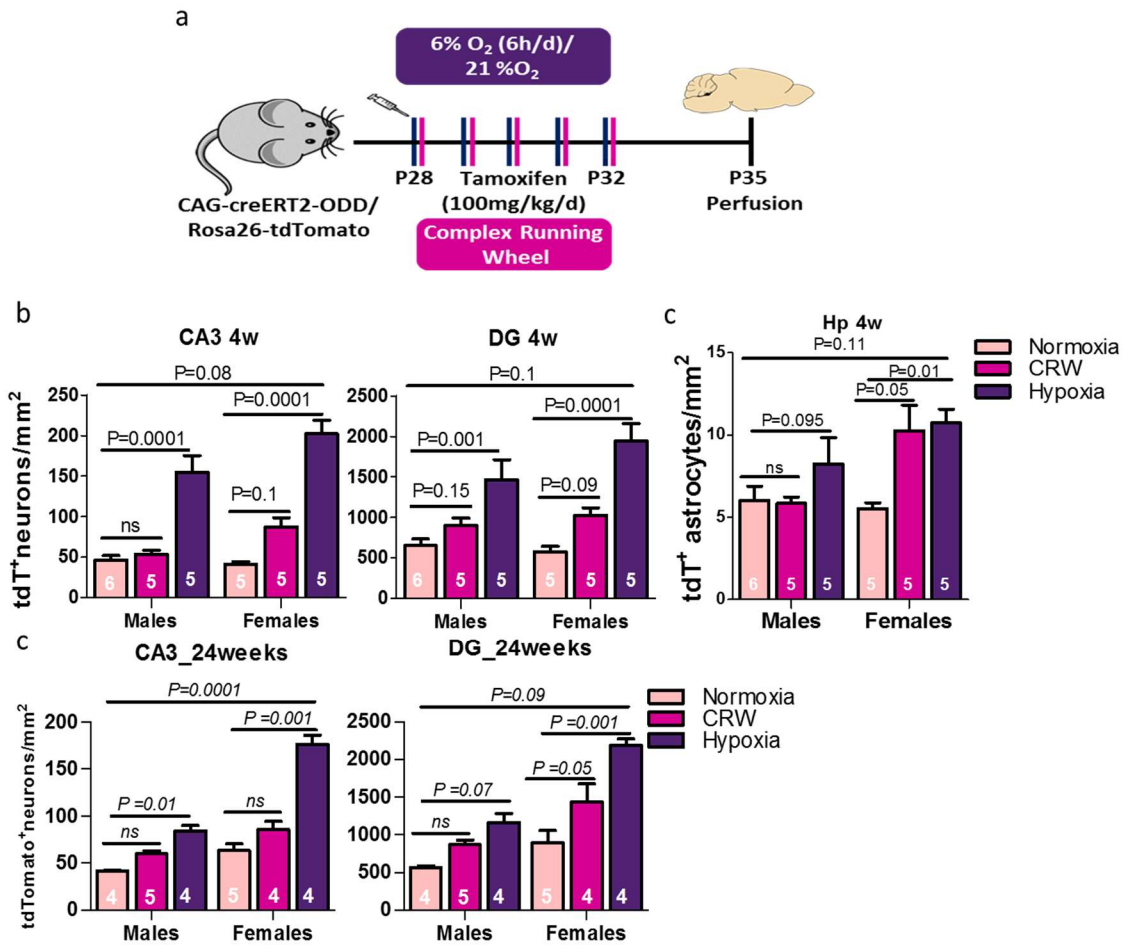 a
6% O2 (6h/d)/
21 %O2
P28
Tamoxifen
P32
P35
(100mg/kg/d)
Perfusion
CAG-creERT2-ODD/
Rosa26-tdTomato
Complex Running
Wheel
b
CA3 4w
tdT+neurons/mm2
250
200
150
100
50
0
P=0.08
P=0.0001
P=0.0001
P=0.1
ns
6
5
5
5
5
5
Males
Females
DG 4w
2500
2000
1500
1000
500
0
P=0.1
P=0.0001
P=0.001
P=0.15
P=0.09
6
5
5
5
5
5
Males
Females
c
Hp 4w
tdT+ astrocytes/mm2
15
10
5
0
P=0.11
P=0.01
P=0.05
P=0.095
ns
6
5
5
5
5
5
Males
Females
Normoxia
CRW
Hypoxia
c
CA3_24weeks
tdTomato+neurons/mm2
200
150
100
50
0
P=0.0001
P =0.001
P =0.01
ns
ns
4
5
4
5
4
4
Males
Females
DG_24weeks
2500
2000
1500
1000
500
0
P=0.09
P =0.001
P =0.05
P =0.07
ns
4
5
4
5
4
4
Males
Females
Normoxia
CRW
Hypoxia